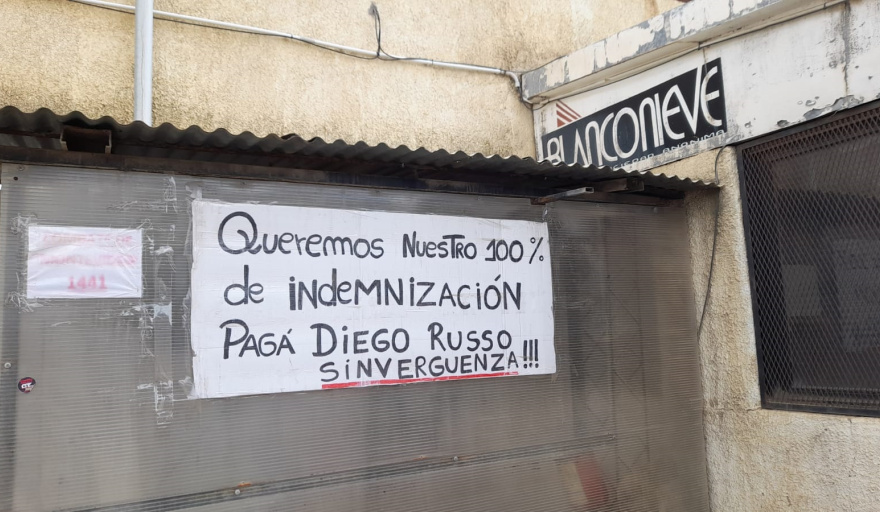 Queremos NUESTRO 100%
de iNdeMNIZACIÓN
PAGÁ DIEGO RUSSO
SiNVERGUENZA!!!
1441
BLANCONIEVE